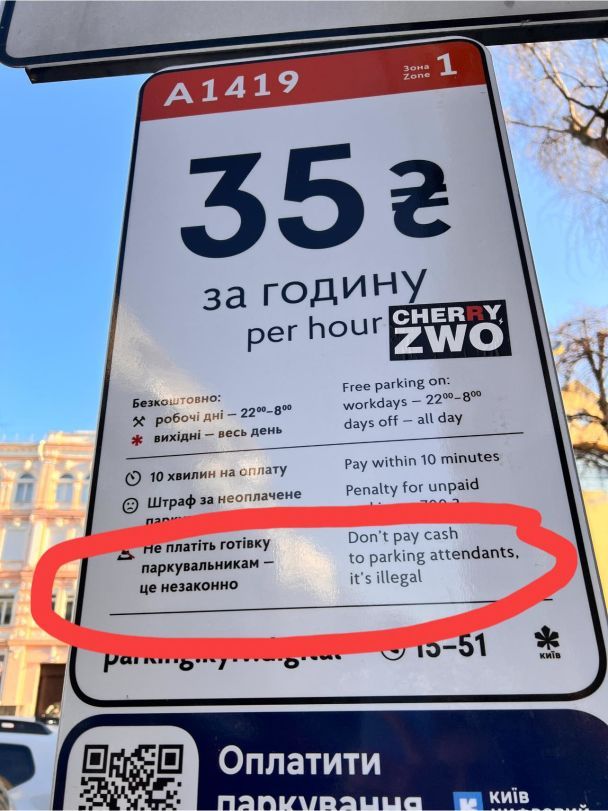 A1419
Зона
Zone 1
35 ₴
за годину
per hour
CHERRY
ZWO
Безкоштовно:
робочі дні – 22⁰⁰–8⁰⁰
вихідні – весь день
Free parking on:
workdays – 22⁰⁰–8⁰⁰
days off – all day
10 хвилин на оплату
Штраф за неоплачене
Pay within 10 minutes
Penalty for unpaid
Не платіть готівку
паркувальникам –
це незаконно
Don't pay cash
to parking attendants,
it's illegal
15–51
київ
Оплатити
паркування
КИЇВ